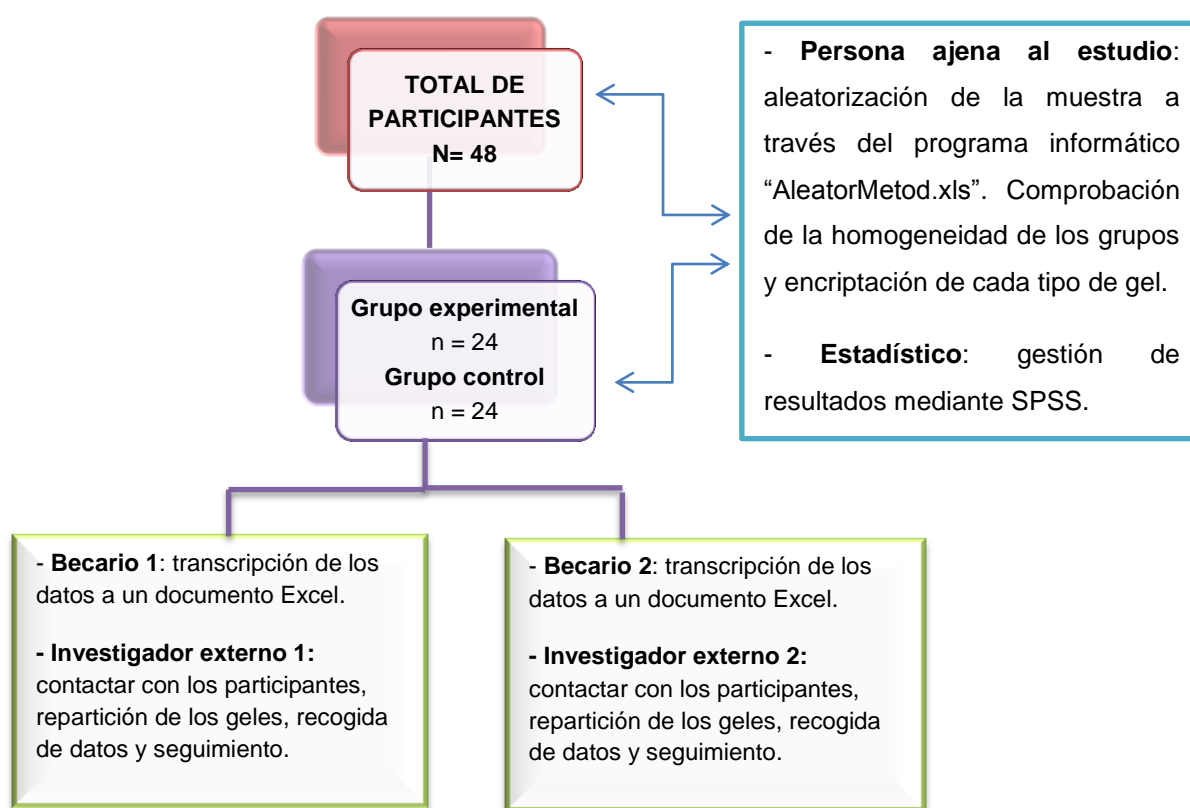 TOTAL DE
PARTICIPANTES
N= 48
- Persona ajena al estudio:
aleatorización de la muestra a
través del programa informático
“AleatorMetod.xls”. Comprobación
de la homogeneidad de los grupos
y encriptación de cada tipo de gel.
- Estadístico: gestión de
resultados mediante SPSS.
Grupo experimental
n = 24
Grupo control
n = 24
- Becario 1: transcripción de los
datos a un documento Excel.
- Investigador externo 1:
contactar con los participantes,
repartición de los geles, recogida
de datos y seguimiento.
- Becario 2: transcripción de los
datos a un documento Excel.
- Investigador externo 2:
contactar con los participantes,
repartición de los geles, recogida
de datos y seguimiento.